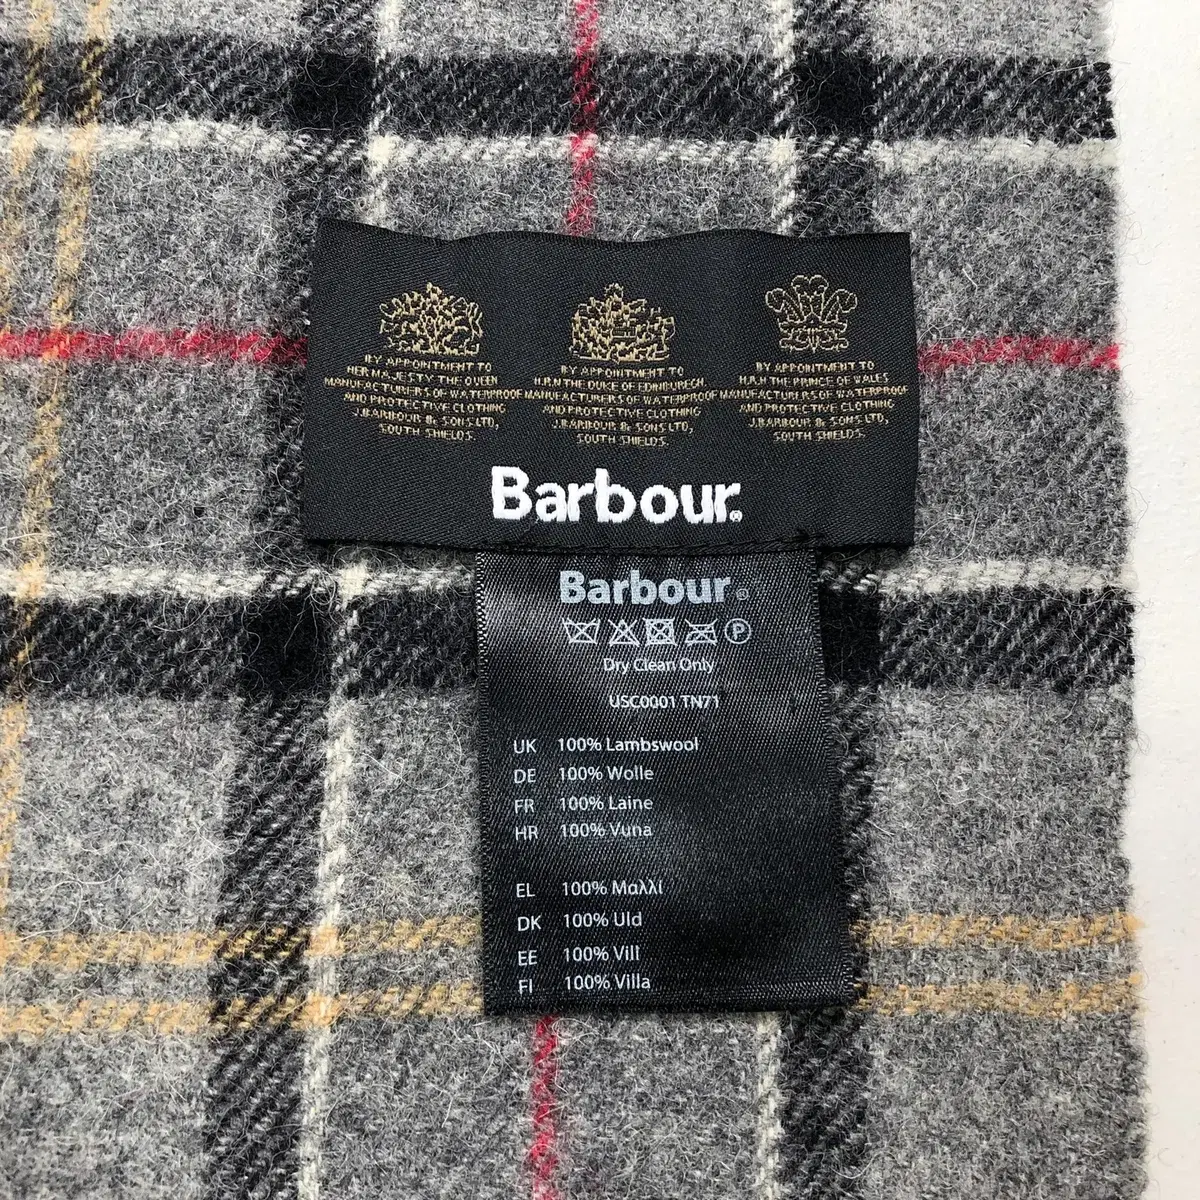 BY APPOINTMENT TO
HER MAJESTY THE QUEEN
MANUFACTURERS OF WATERPROOF
AND PROTECTIVE CLOTHING
J.BARBOUR & SONS LTD,
SOUTH SHIELDS.
BY APPOINTMENT TO
H.R.H THE DUKE OF EDINBURGH,
MANUFACTURERS OF WATERPROOF
AND PROTECTIVE CLOTHING
J.BARBOUR & SONS LTD,
SOUTH SHIELDS.
BY APPOINTMENT TO
H.R.H THE PRINCE OF WALES
MANUFACTURERS OF WATERPROOF
AND PROTECTIVE CLOTHING
J.BARBOUR & SONS LTD,
SOUTH SHIELDS.
Barbour®
Barbour®
P
Dry Clean Only
USC0001 TN71
UK 100% Lambswool
DE 100% Wolle
FR 100% Laine
HR 100% Vuna
EL 100% Μαλλί
DK 100% Uld
EE 100% Vill
FI 100% Villa